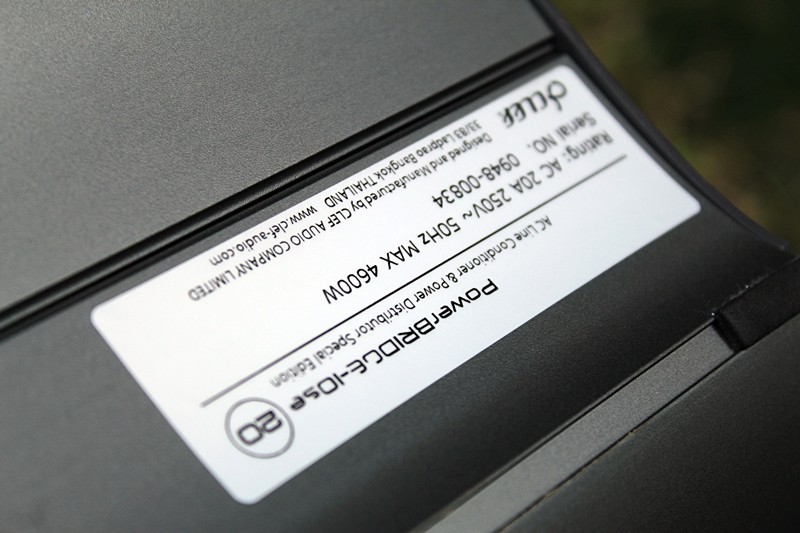 PowerBRIDGE-10se 20
AC Line Conditioner & Power Distributor Special Edition
Rating: AC 20A 250V~ 50Hz MAX 4600W
Serial NO. 0948-00834
Designed and Manufactured by CLEF AUDIO COMPANY LIMITED
33/83 Ladprao Bangkok THAILAND www.clef-audio.com
CLEF